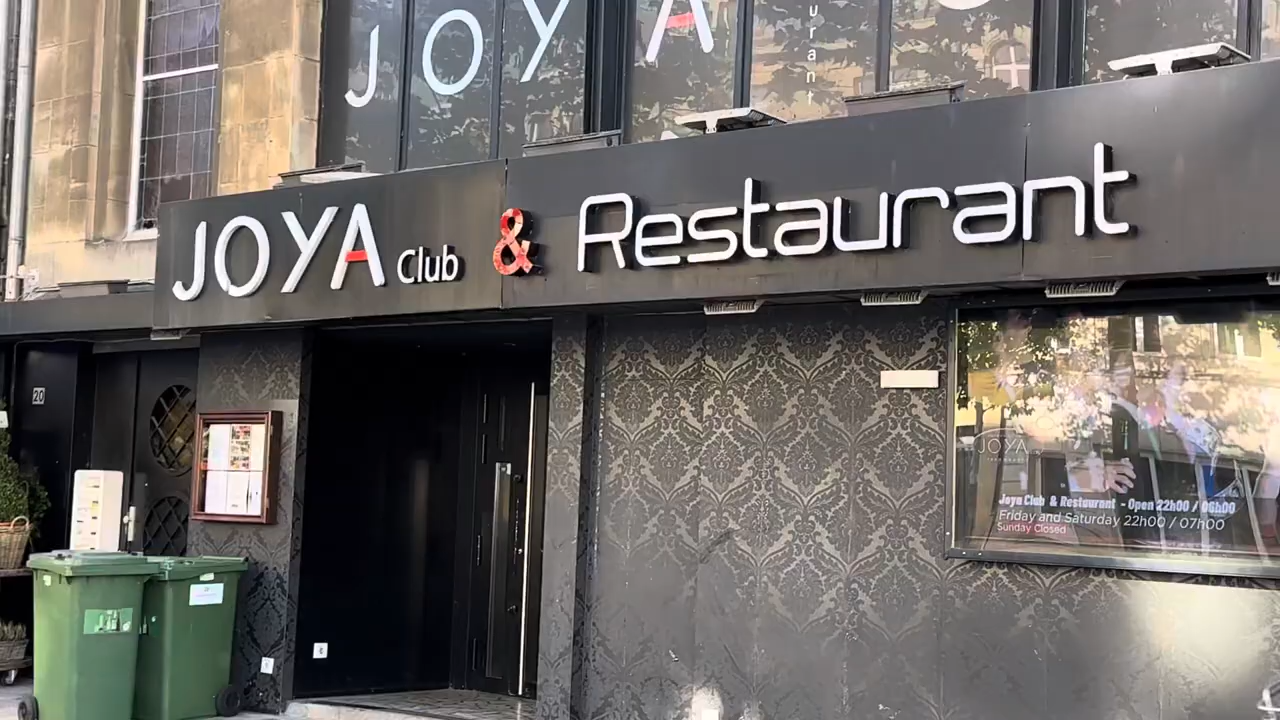 JOYA
urant
JOYA Club & Restaurant
20
JOYA
Joya Club & Restaurant - Open 22h00 / 06h00
Friday and Saturday 22h00 / 07h00
Sunday Closed